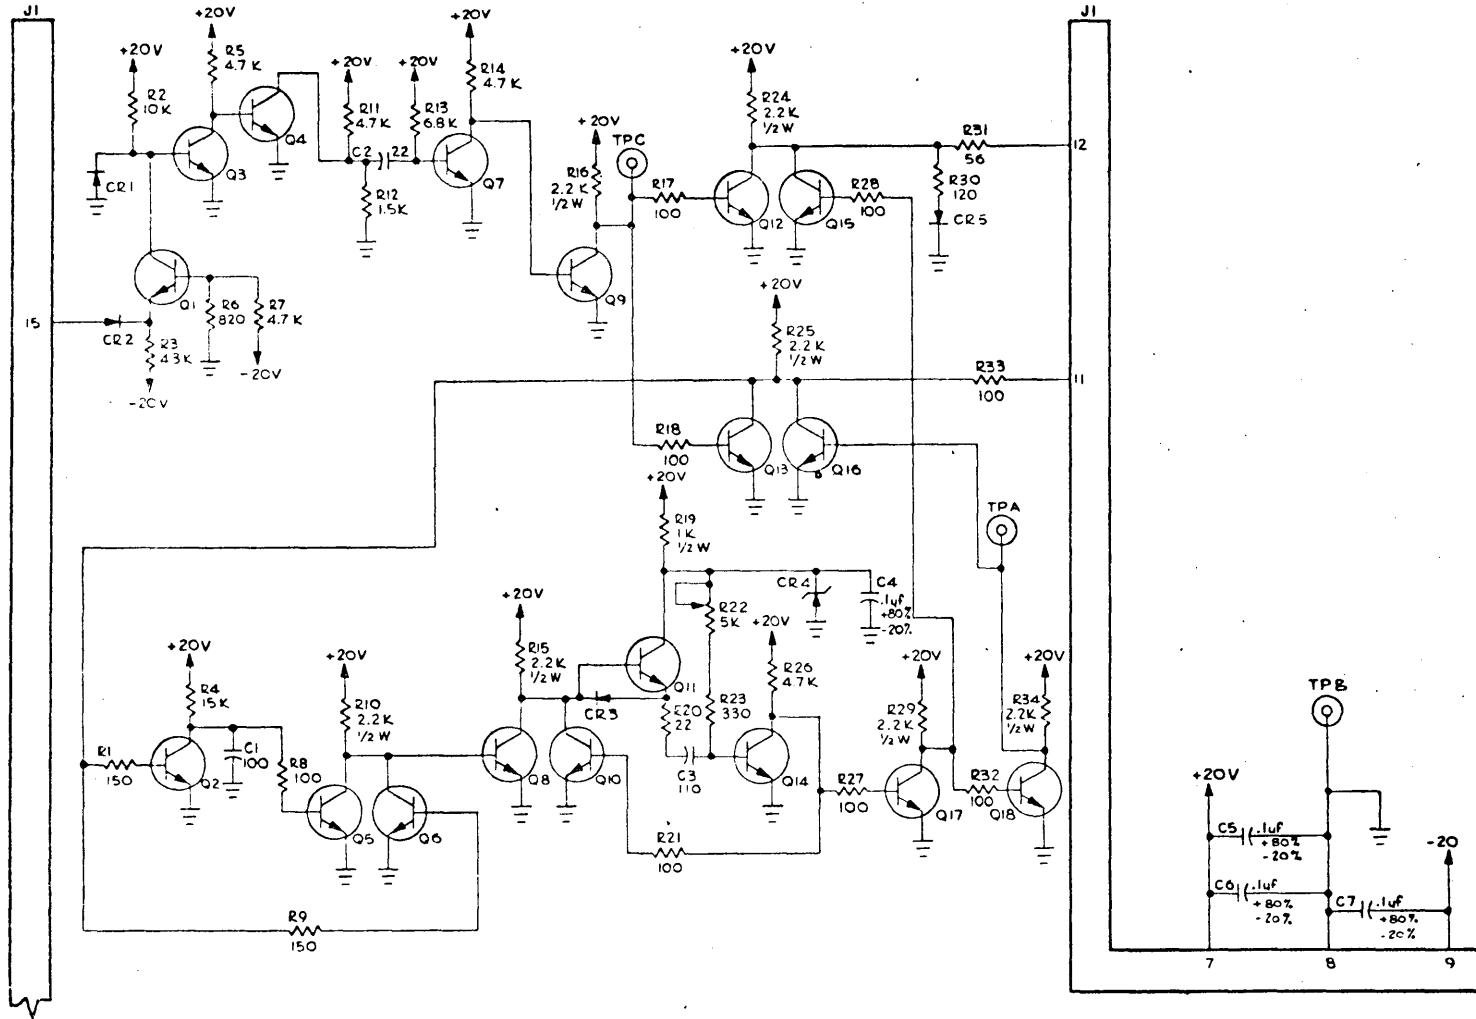 J1
J1
+20V
+20V
+20V
+20V
R5
4.7K
R2
10K
+20V
+20V
R14
4.7K
R11
4.7K
R13
6.8K
R24
2.2K
1/2W
Q4
+20V
TPC
R31
56
12
C2
22
Q3
CR1
Q7
R16
2.2K
1/2W
R12
1.5K
R17
100
R28
100
R30
120
Q12
Q15
CR5
+20V
Q1
R6
820
R7
4.7K
Q9
15
CR2
R3
4.3K
R25
2.2K
1/2W
-20V
-20V
R33
100
11
R18
100
Q13
Q16
+20V
TPA
R19
1K
1/2W
CR4
C4
.1uf
+80%
-20%
R22
5K
+20V
+20V
R15
2.2K
1/2W
+20V
+20V
+20V
+20V
R26
4.7K
Q11
TPB
R4
15K
R10
2.2K
1/2W
CR3
R20
22
R23
330
R29
2.2K
1/2W
R34
2.2K
1/2W
R1
150
C1
100
R8
100
Q2
Q8
Q10
C3
110
Q14
R27
100
R32
100
Q17
Q18
+20V
Q5
Q6
R21
100
C5
.1uf
+80%
-20%
-20
C6
.1uf
+80%
-20%
C7
.1uf
+80%
-20%
R9
150
7
8
9